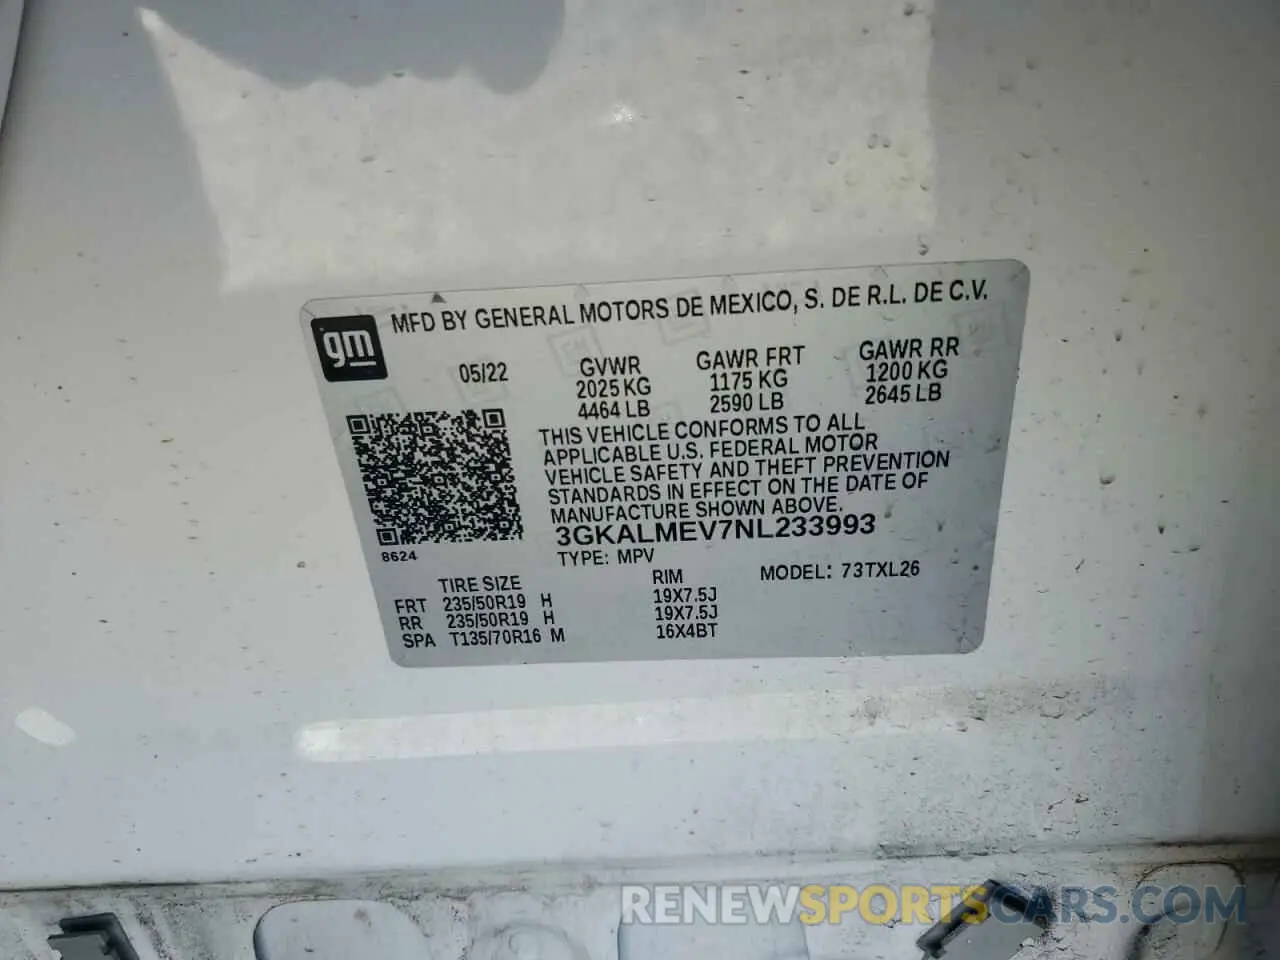 MFD BY GENERAL MOTORS DE MEXICO, S. DE R.L. DE C.V.
gm
05/22
GVWR
2025 KG
4464 LB
GAWR FRT
1175 KG
2590 LB
GAWR RR
1200 KG
2645 LB
THIS VEHICLE CONFORMS TO ALL
APPLICABLE U.S. FEDERAL MOTOR
VEHICLE SAFETY AND THEFT PREVENTION
STANDARDS IN EFFECT ON THE DATE OF
MANUFACTURE SHOWN ABOVE.
3GKALMEV7NL233993
8624
TYPE: MPV
MODEL: 73TXL26
TIRE SIZE RIM
FRT 235/50R19 H 19X7.5J
RR 235/50R19 H 19X7.5J
SPA T135/70R16 M 16X4BT
RENEWSPORTSCARS.COM